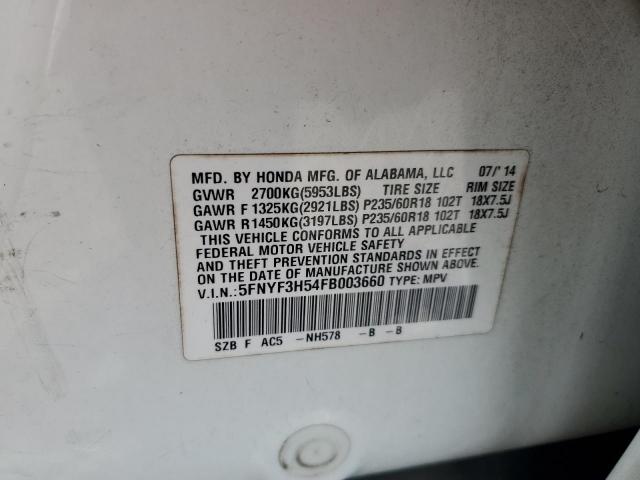 MFD. BY HONDA MFG. OF ALABAMA, LLC 07/' 14
GVWR 2700KG(5953LBS) TIRE SIZE RIM SIZE
GAWR F 1325KG(2921LBS) P235/60R18 102T 18X7.5J
GAWR R1450KG(3197LBS) P235/60R18 102T 18X7.5J
THIS VEHICLE CONFORMS TO ALL APPLICABLE
FEDERAL MOTOR VEHICLE SAFETY
AND THEFT PREVENTION STANDARDS IN EFFECT
ON THE DATE OF MANUFACTURE SHOWN ABOVE.
V.I.N.:5FNYF3H54FB003660 TYPE: MPV
SZB F AC5 -NH578 -B -B